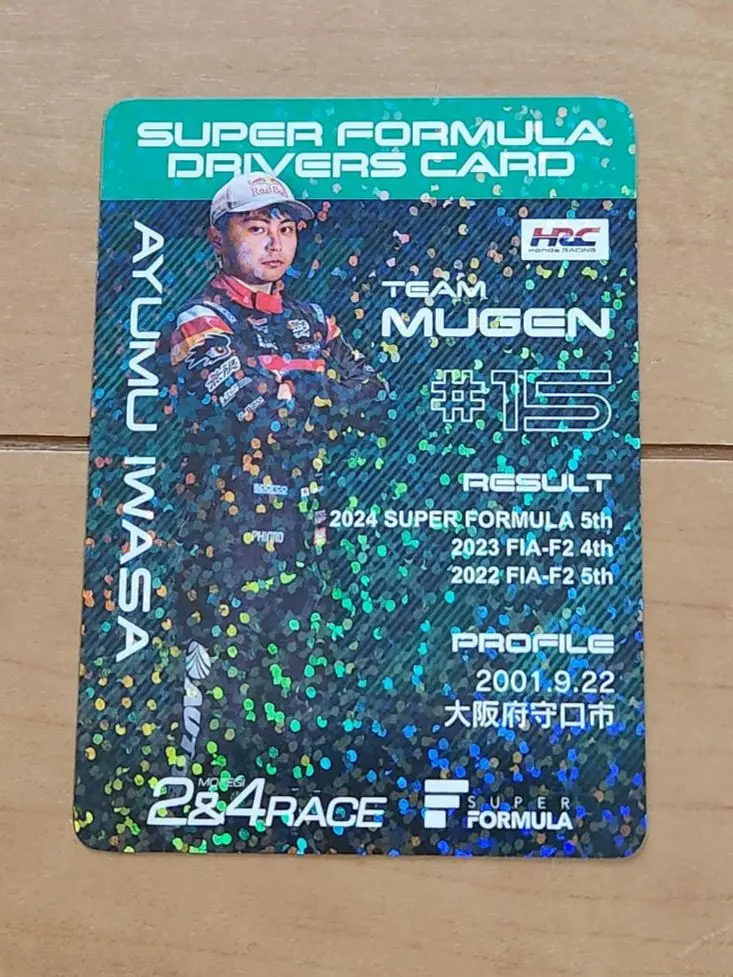 SUPER FORMULA
DRIVERS CARD
Red Bull
AYUMU IWASA
HRC
Honda RACING
TEAM
MUGEN
#15
RESULT
2024 SUPER FORMULA 5th
2023 FIA-F2 4th
2022 FIA-F2 5th
PROFILE
2001.9.22
大阪府守口市
MOTEGI
2&4RACE
SUPER
FORMULA